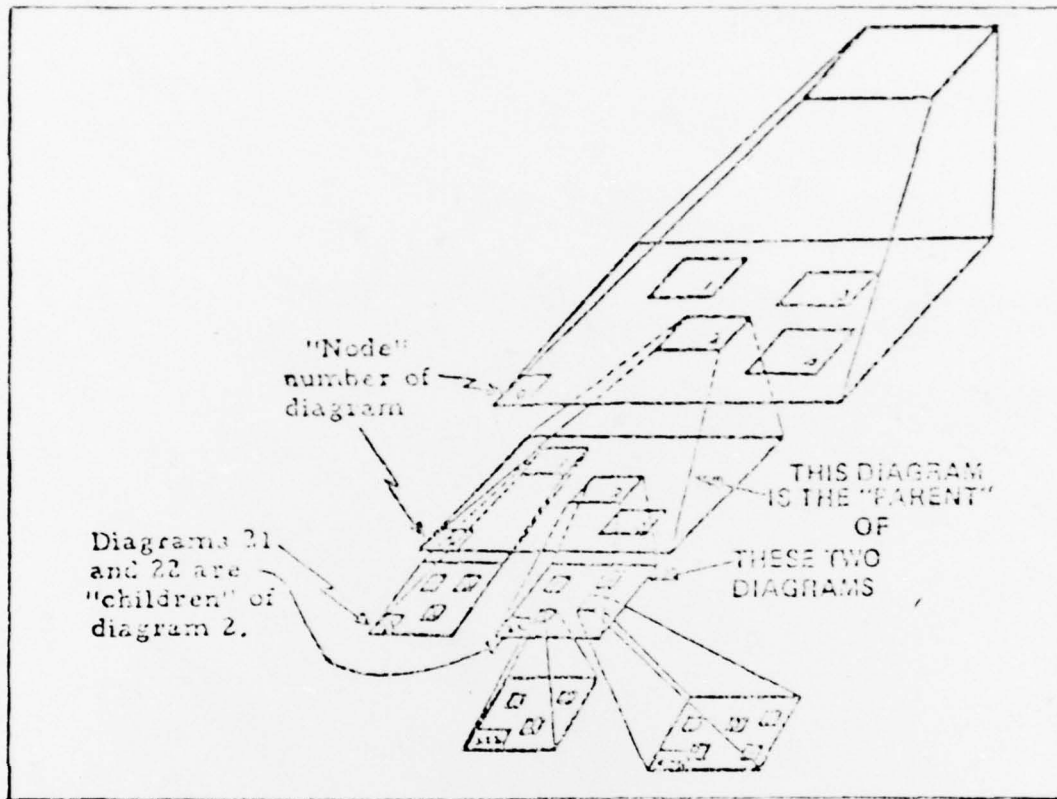 "Node"
number of
diagram
THIS DIAGRAM
IS THE "PARENT"
OF
THESE TWO
DIAGRAMS
Diagrams 21
and 22 are
"children" of
diagram 2.